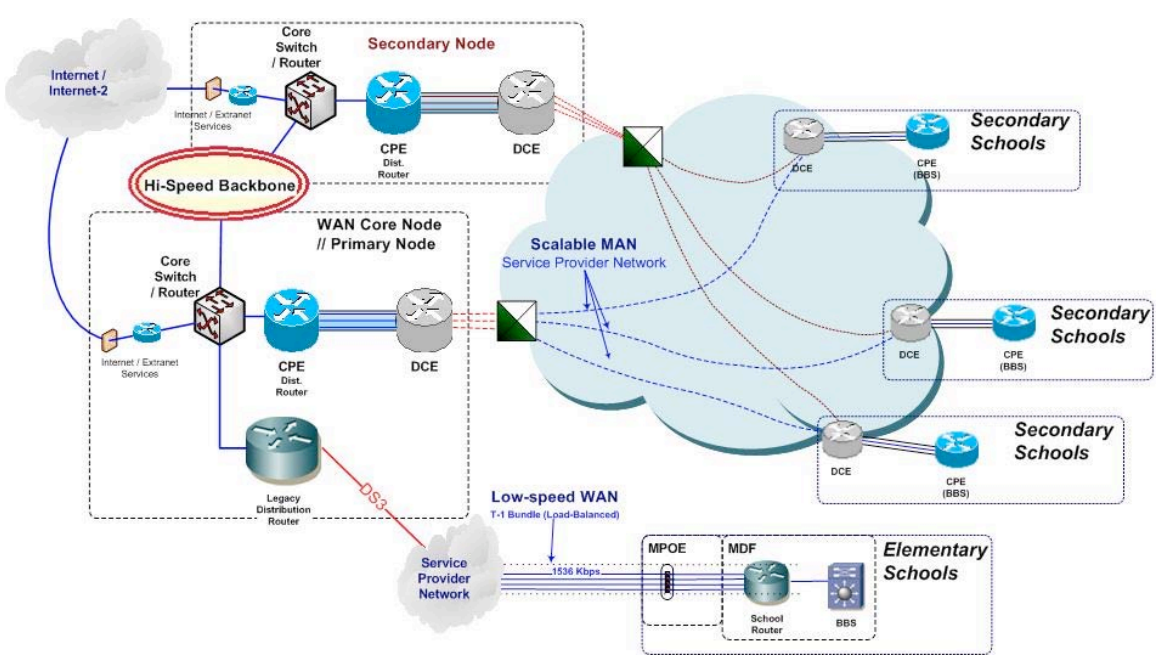 Core
Switch
/ Router
Secondary Node
Internet /
Internet-2
Internet / Extranet
Services
CPE
Dist.
Router
DCE
Secondary
Schools
DCE
CPE
(BBS)
Hi-Speed Backbone
WAN Core Node
// Primary Node
Core
Switch
/ Router
Scalable MAN
Service Provider Network
Internet / Extranet
Services
CPE
Dist.
Router
DCE
Secondary
Schools
DCE
CPE
(BBS)
Secondary
Schools
DCE
CPE
(BBS)
Legacy
Distribution
Router
DS3
Low-speed WAN
T-1 Bundle (Load-Balanced)
Service
Provider
Network
1536 Kbps
MPOE
MDF
Elementary
Schools
School
Router
BBS